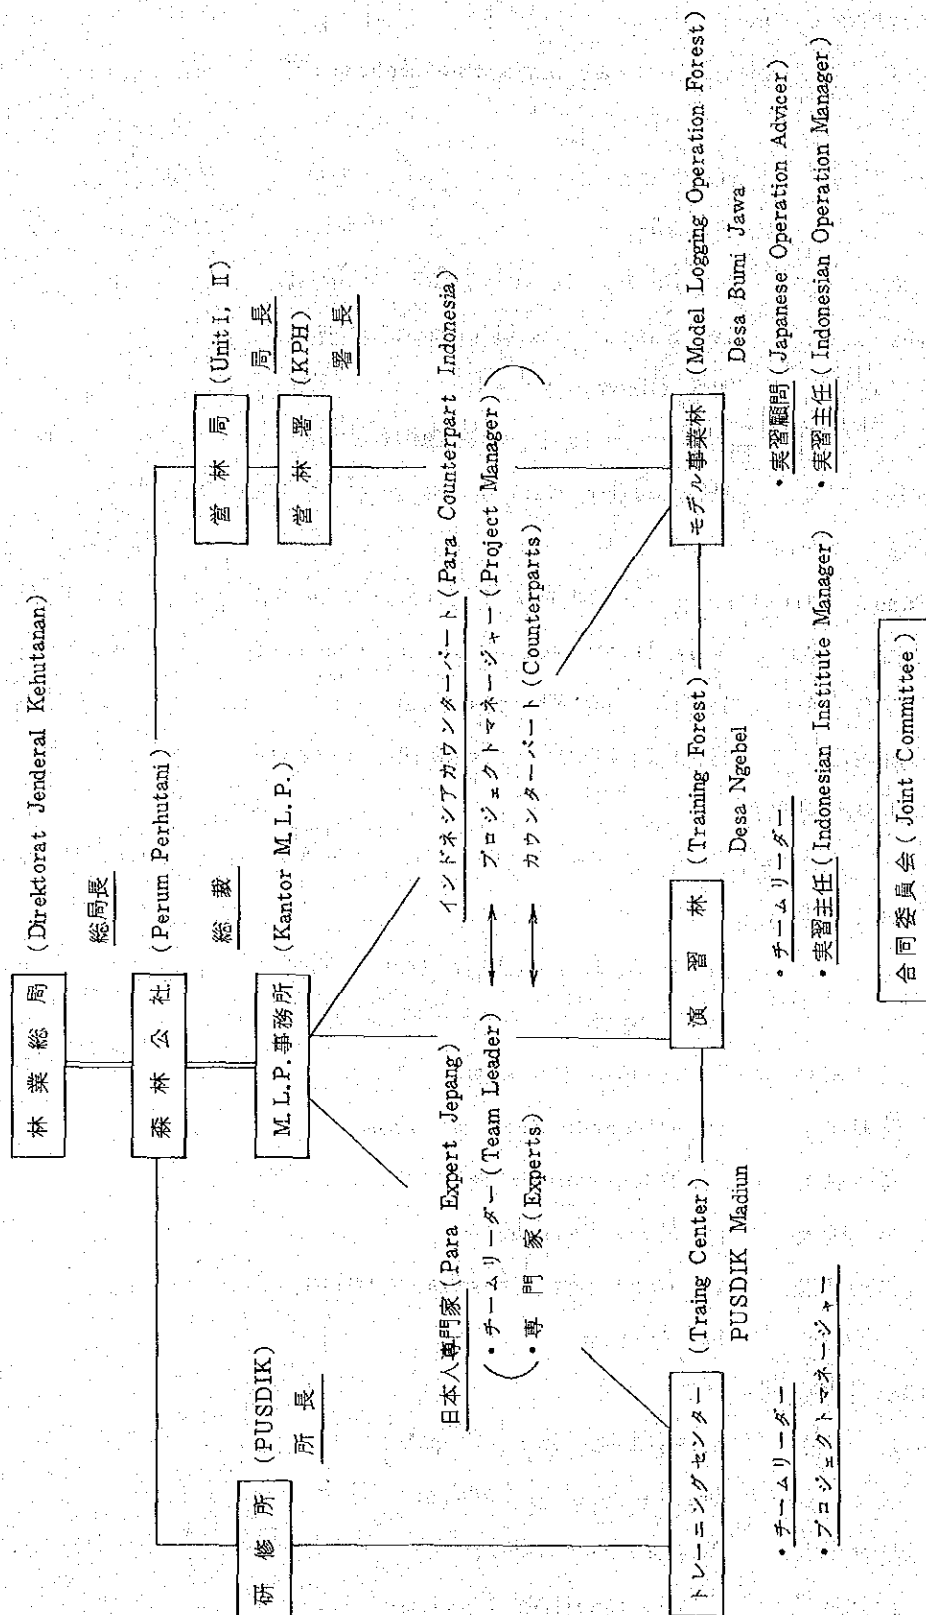 林業総局 (Direktorat Jenderal Kehutanan)
総局長
森林公社 (Perum Perhutani)
総裁
研修所 (PUSDIK)
所長
M.L.P.事務所 (Kantor M.L.P.)
営林局 (Unit I, II)
局長
営林署 (KPH)
署長
日本人専門家 (Para Expert Jepang)
・チームリーダー (Team Leader)
・専門家 (Experts)
インドネシアカウンターパート (Para Counterpart Indonesia)
プロジェクトマネージャー (Project Manager)
カウンターパート (Counterparts)
トレーニングセンター (Traing Center)
PUSDIK Madiun
・チームリーダー
・プロジェクトマネージャー
演習林 (Training Forest)
Desa Ngebel
・チームリーダー
・実習主任 (Indonesian Institute Manager)
モデル事業林 (Model Logging Operation Forest)
Desa Bumi Jawa
・実習顧問 (Japanese Operation Advicer)
・実習主任 (Indonesian Operation Manager)
合同委員会 (Joint Committee)